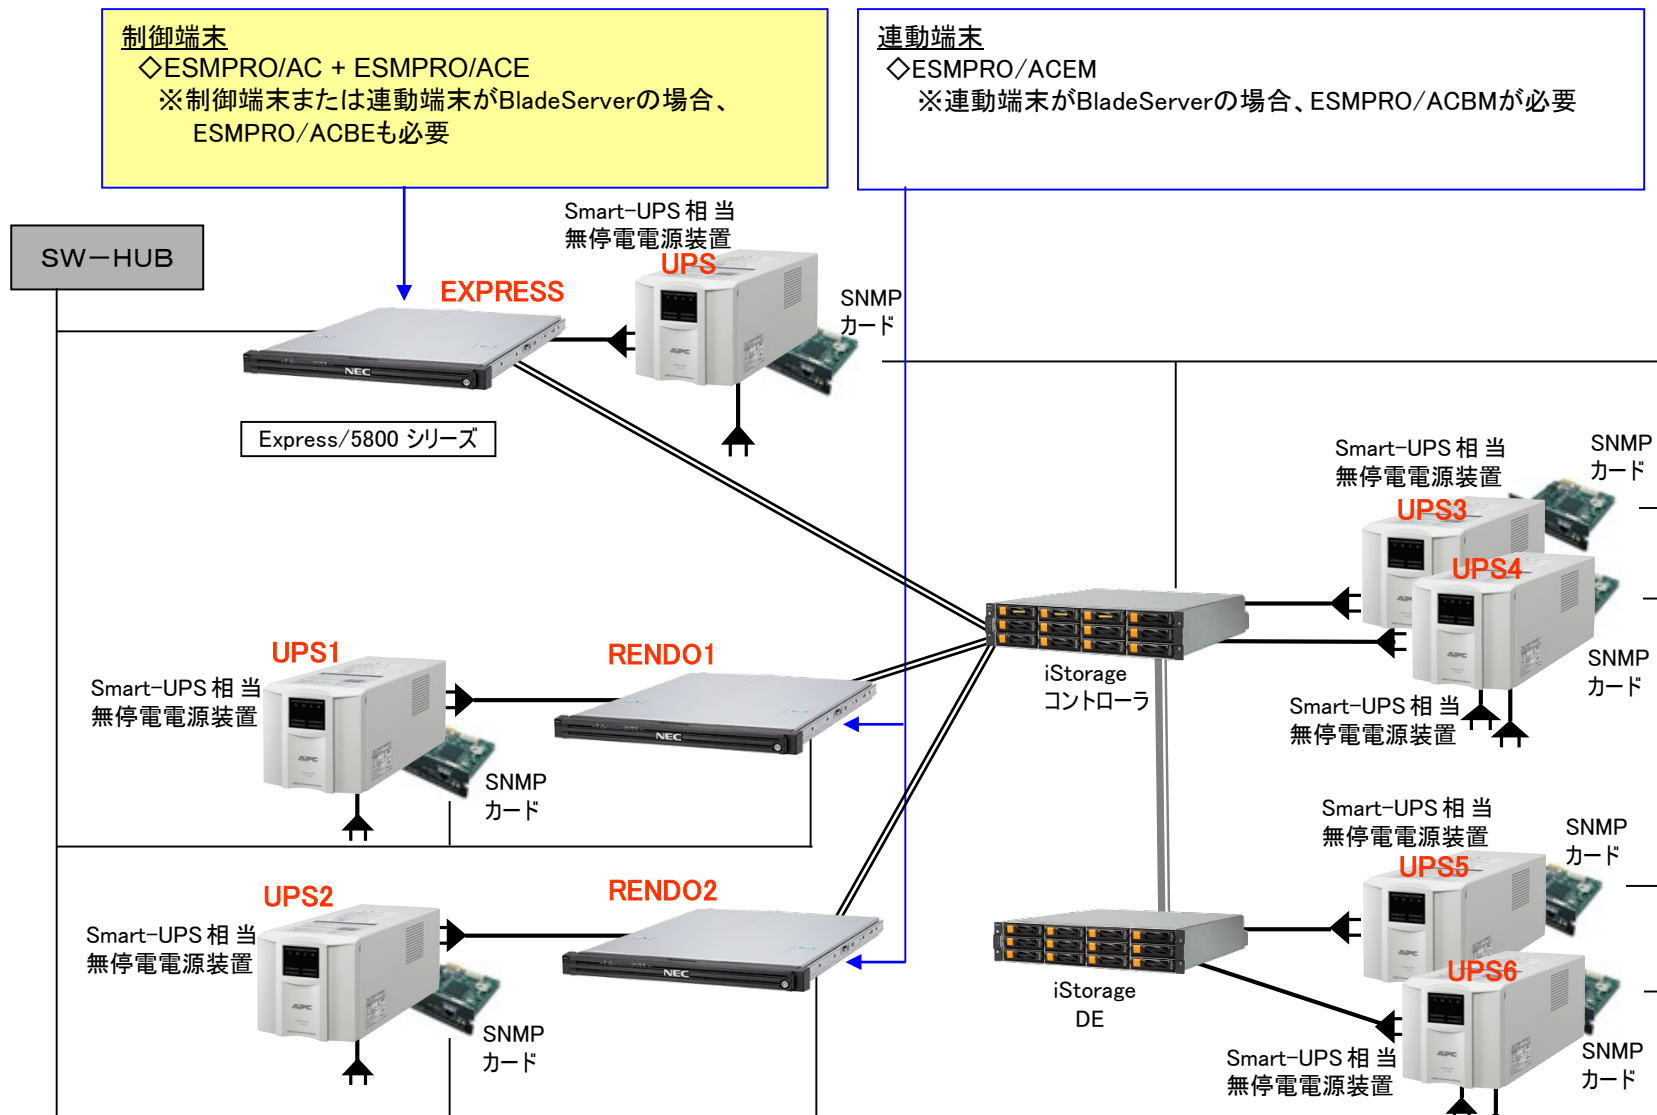 制御端末
◇ESMPRO/AC + ESMPRO/ACE
※制御端末または連動端末がBladeServerの場合、
ESMPRO/ACBEも必要
連動端末
◇ESMPRO/ACEM
※連動端末がBladeServerの場合、ESMPRO/ACBMが必要
SW－HUB
Smart-UPS 相 当
無停電電源装置
UPS
EXPRESS
SNMP
カード
APC
NEC
Express/5800 シリーズ
Smart-UPS 相 当
無停電電源装置
SNMP
カード
UPS3
UPS4
APC
APC
SNMP
カード
Smart-UPS 相 当
無停電電源装置
iStorage
コントローラ
UPS1
RENDO1
Smart-UPS 相 当
無停電電源装置
APC
NEC
SNMP
カード
Smart-UPS 相 当
無停電電源装置
SNMP
カード
UPS5
UPS6
APC
APC
UPS2
RENDO2
Smart-UPS 相 当
無停電電源装置
APC
NEC
SNMP
カード
iStorage
DE
Smart-UPS 相 当
無停電電源装置
SNMP
カード